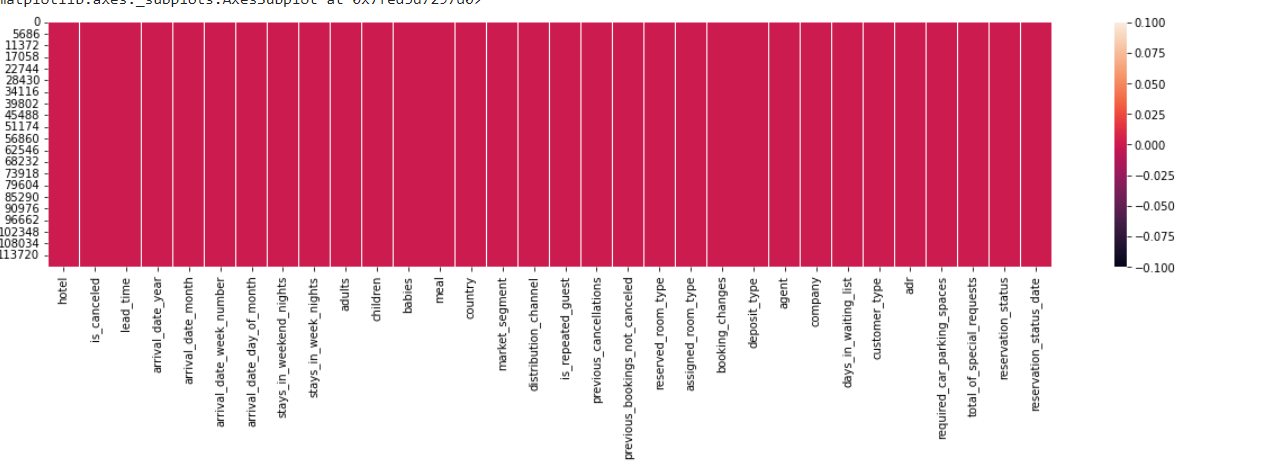 0
5686
11372
17058
22744
28430
34116
39802
45488
51174
56860
62546
68232
73918
79604
85290
90976
96662
102348
108034
113720
hotel
is_canceled
lead_time
arrival_date_year
arrival_date_month
arrival_date_week_number
arrival_date_day_of_month
stays_in_weekend_nights
stays_in_week_nights
adults
children
babies
meal
country
market_segment
distribution_channel
is_repeated_guest
previous_cancellations
previous_bookings_not_canceled
reserved_room_type
assigned_room_type
booking_changes
deposit_type
agent
company
days_in_waiting_list
customer_type
adr
required_car_parking_spaces
total_of_special_requests
reservation_status
reservation_status_date
0.100
0.075
0.050
0.025
0.000
−0.025
−0.050
−0.075
−0.100